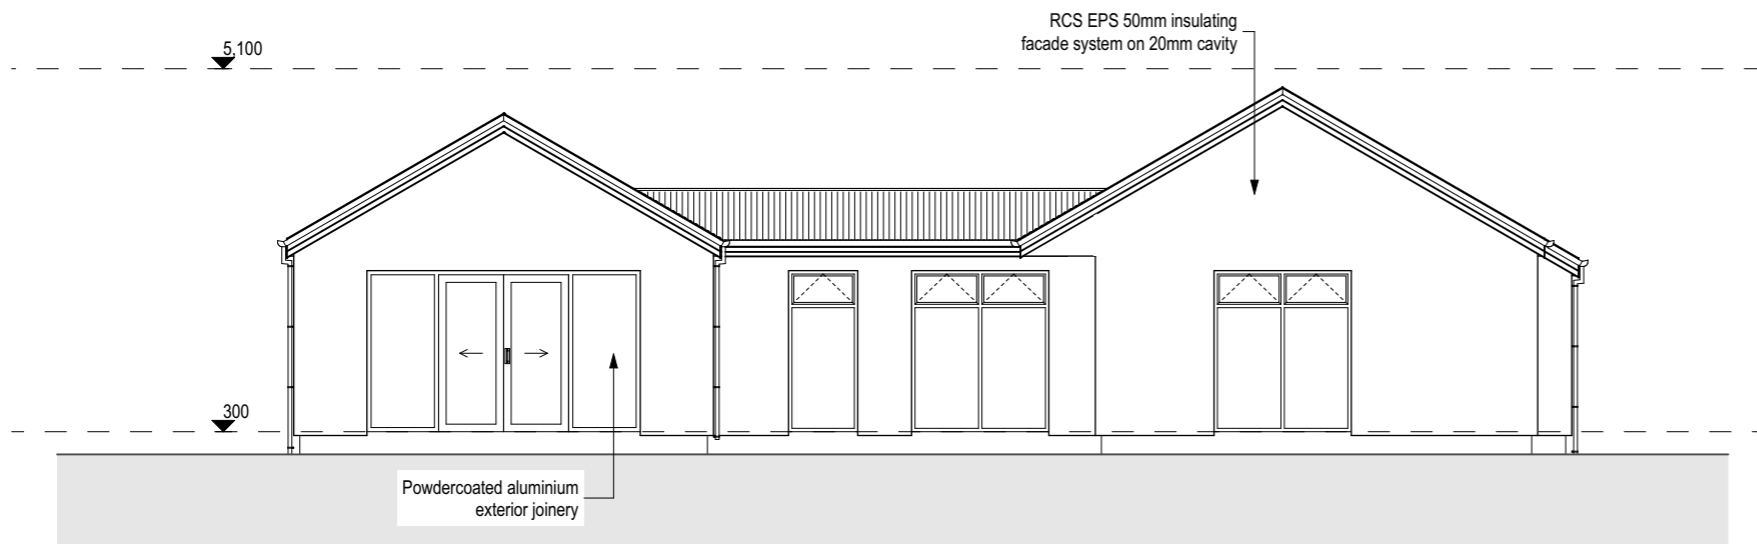 RCS EPS 50mm insulating
facade system on 20mm cavity
5,100
300
Powdercoated aluminium
exterior joinery